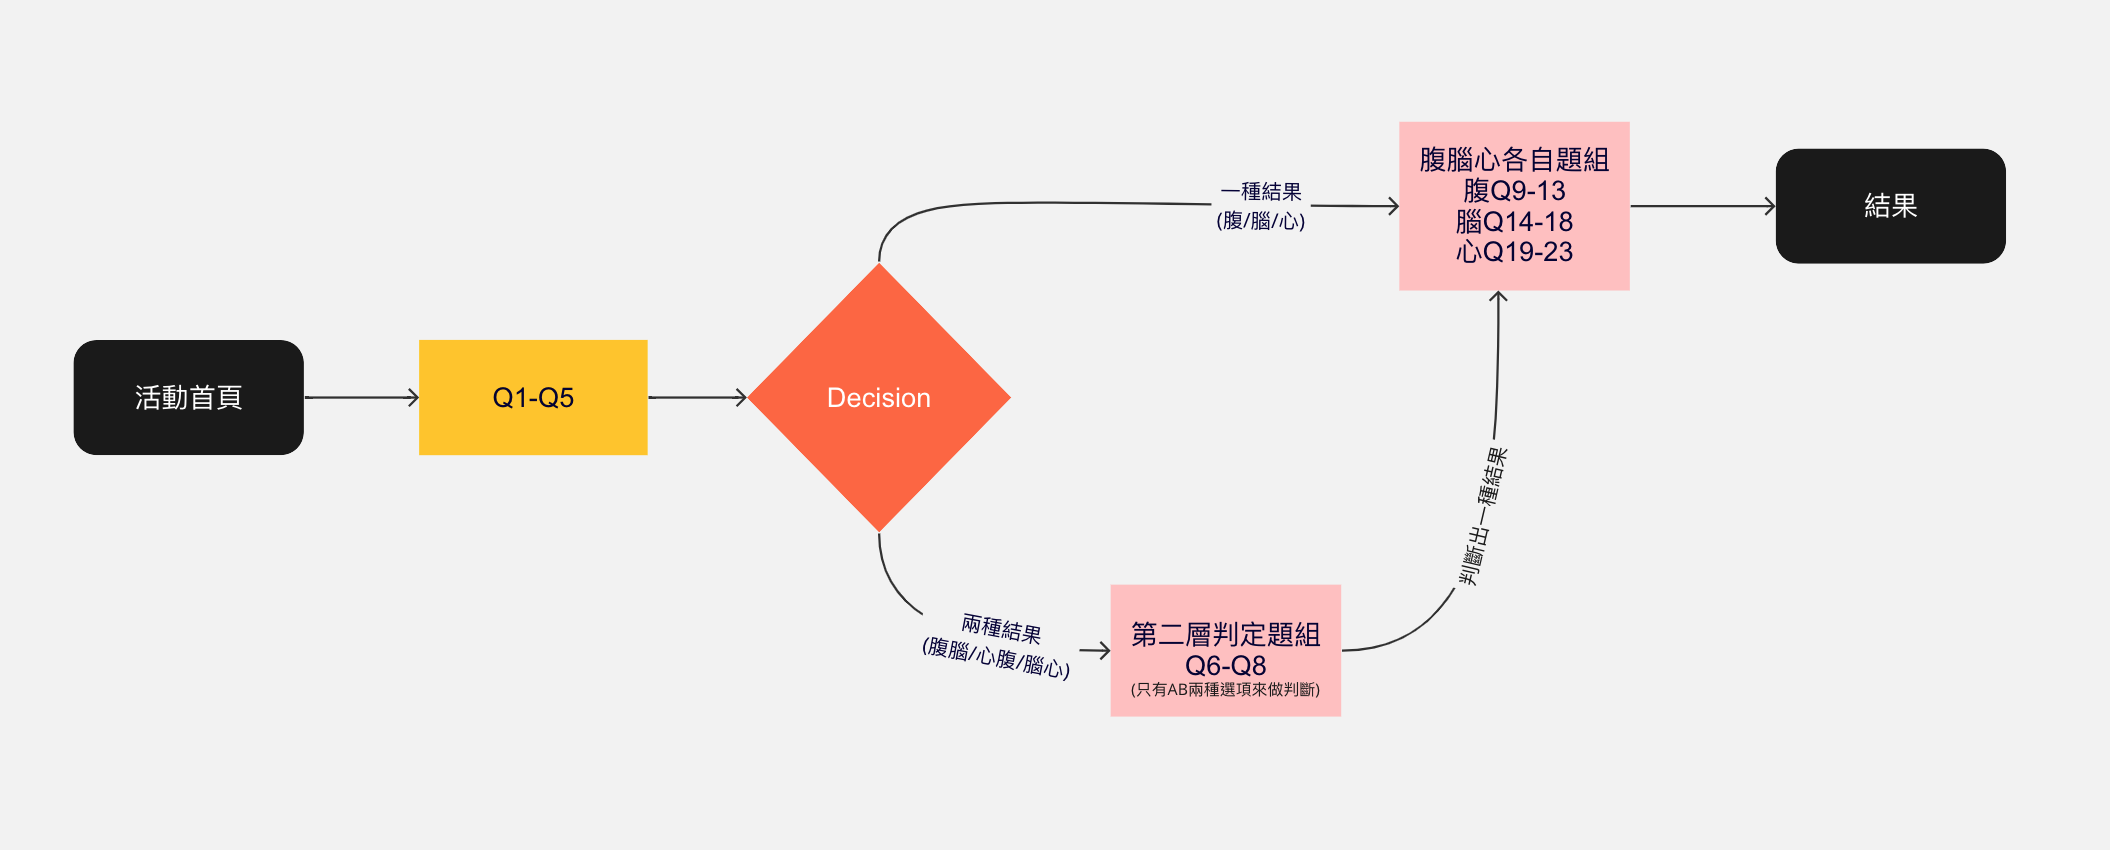 活動首頁
Q1-Q5
Decision
一種結果
(腹/腦/心)
腹腦心各自題組
腹Q9-13
腦Q14-18
心Q19-23
結果
兩種結果
(腹腦/心腹/腦心)
第二層判定題組
Q6-Q8
(只有AB兩種選項來做判斷)
判斷出一種結果